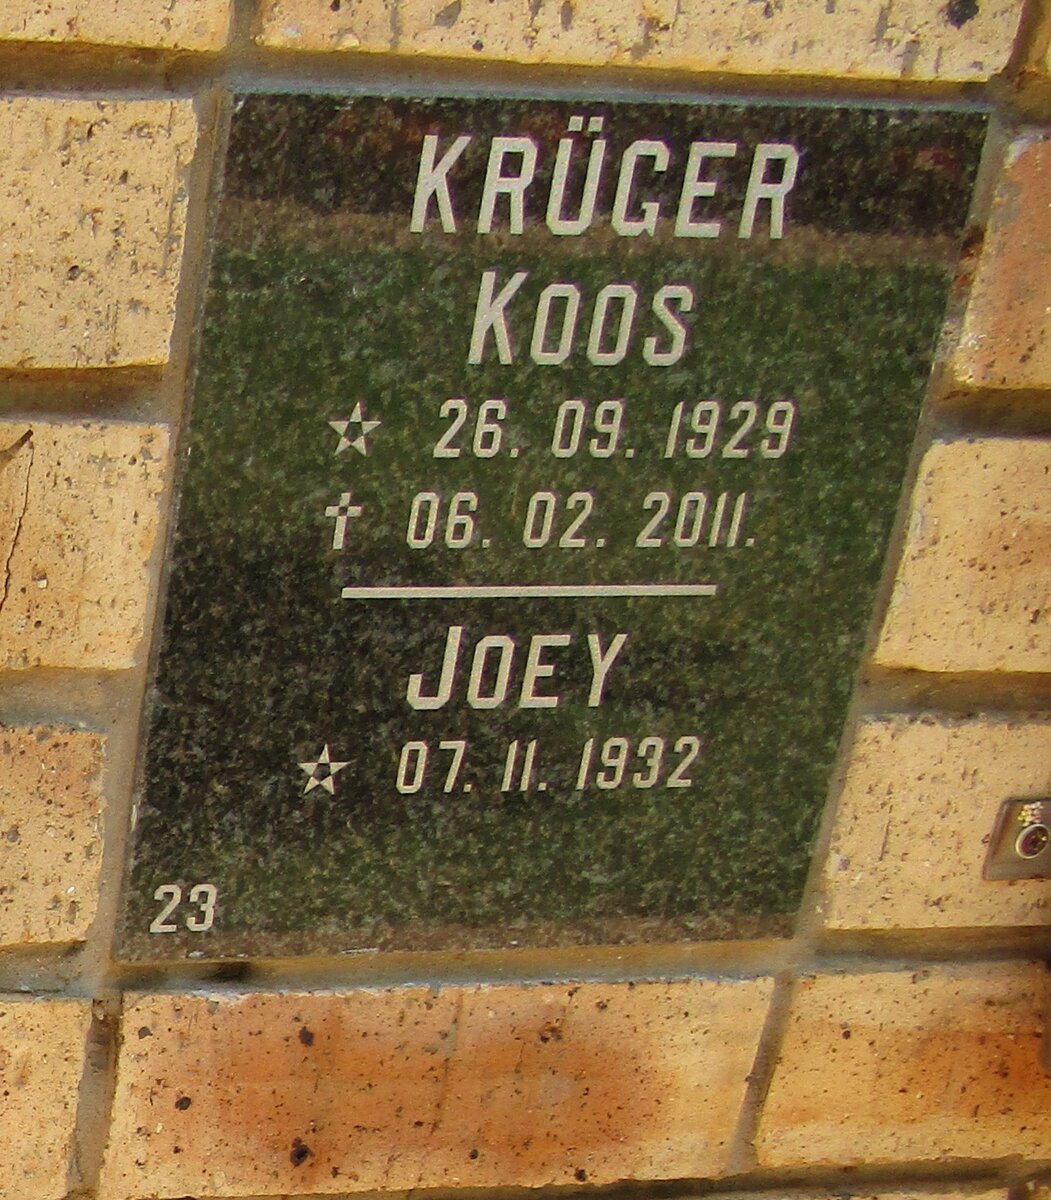 KRÜGER
KOOS
☆ 26. 09. 1929
✝ 06. 02. 2011.
JOEY
☆ 07. 11. 1932
23